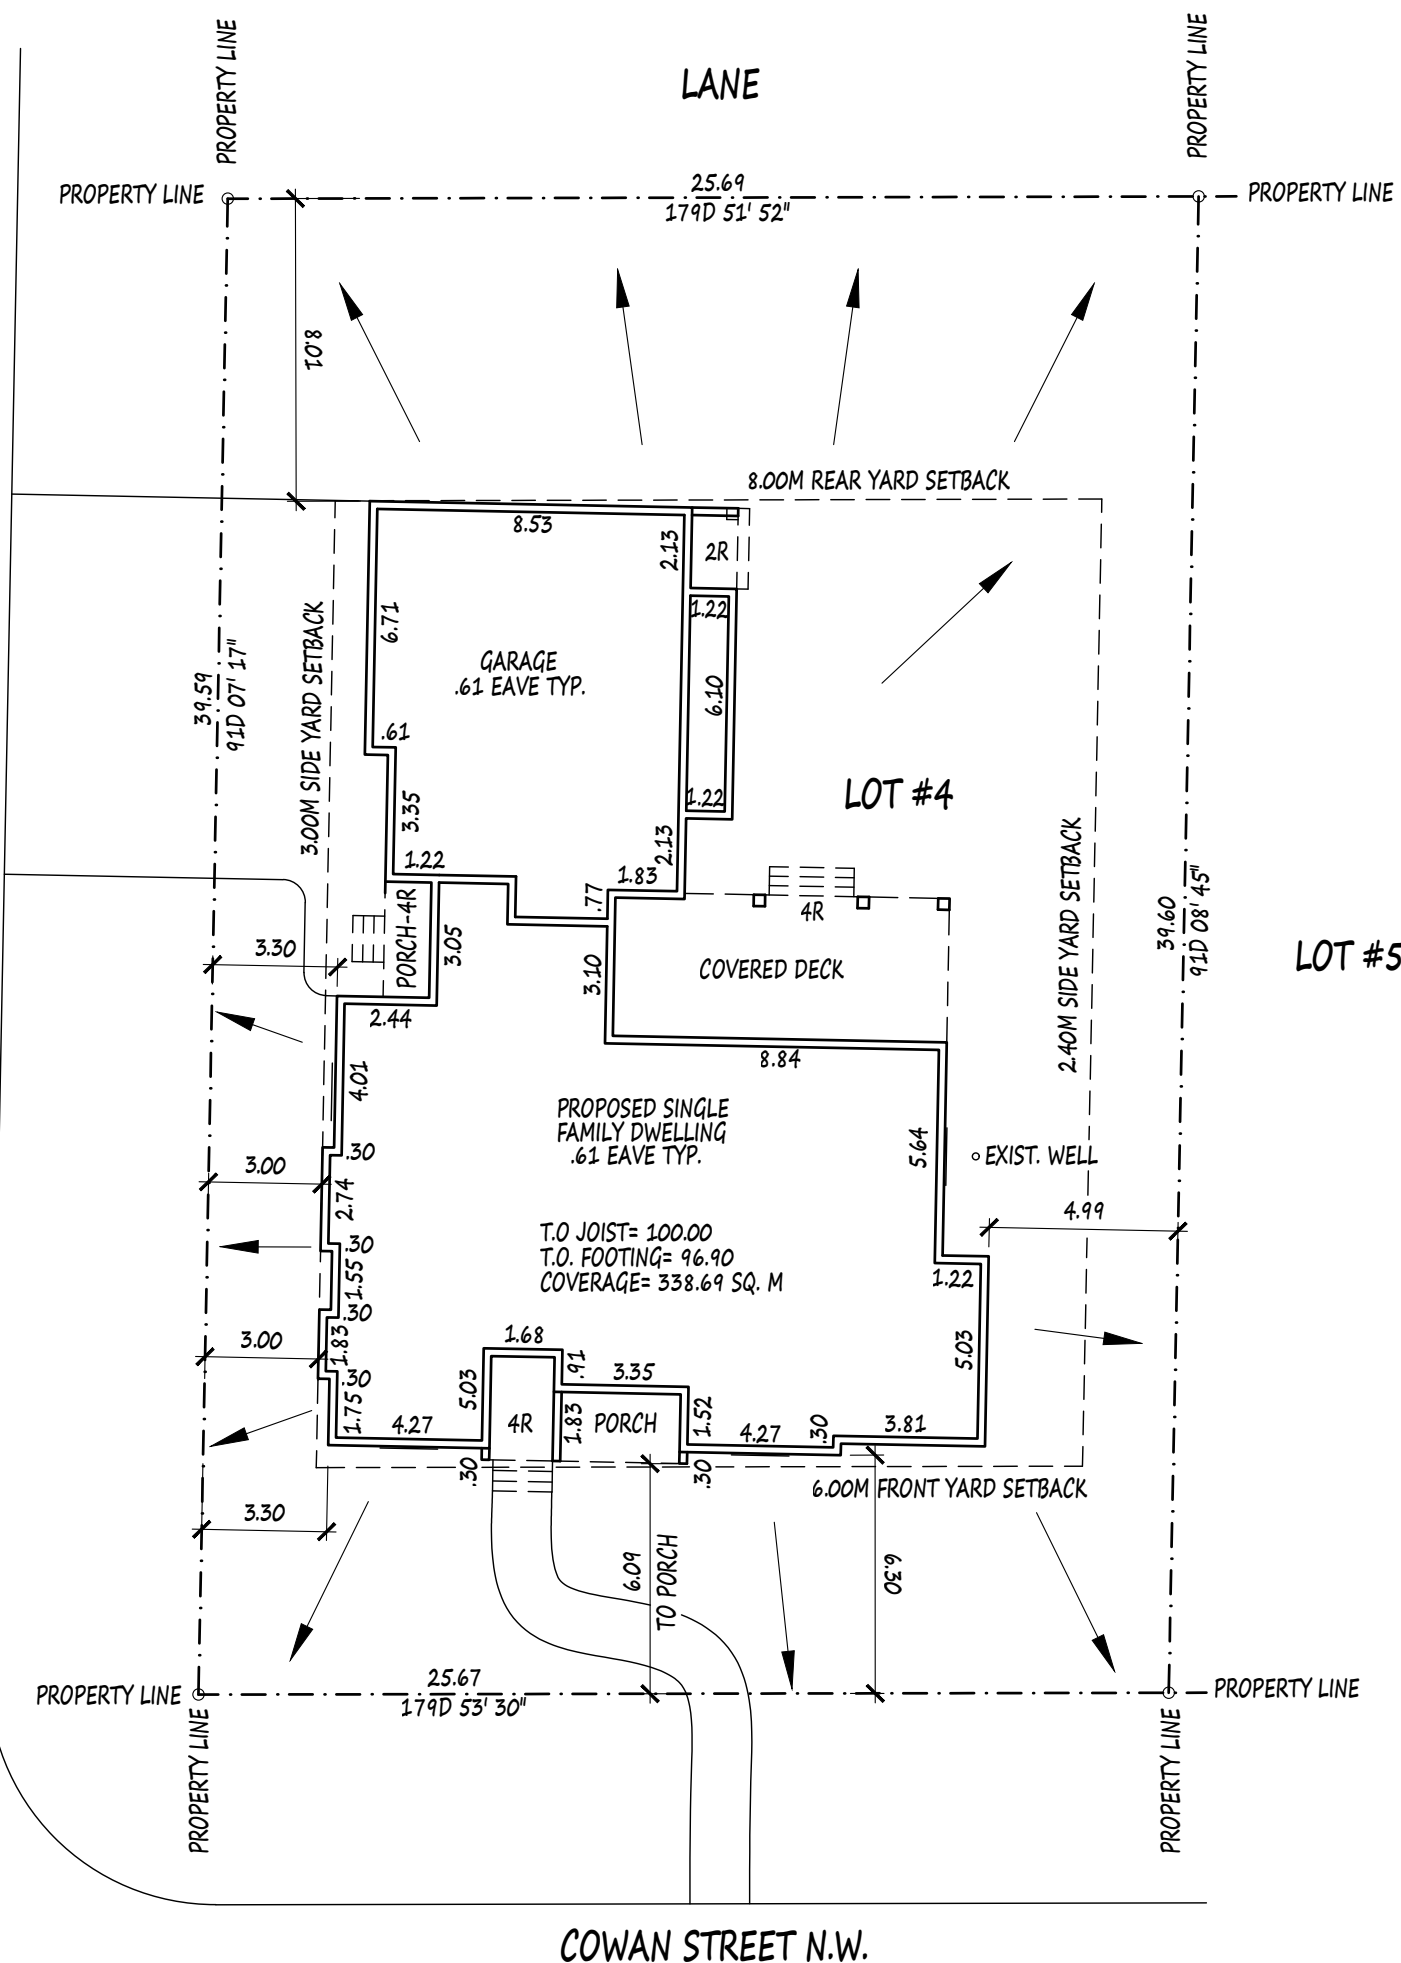 PROPERTY LINE
PROPERTY LINE
LANE
PROPERTY LINE
25.69
179D 51' 52"
PROPERTY LINE
8.01
8.00M REAR YARD SETBACK
8.53
2.13
2R
1.22
6.71
GARAGE
.61 EAVE TYP.
6.10
39.59
91D 07' 17"
3.00M SIDE YARD SETBACK
.61
3.35
1.22
LOT #4
2.13
1.22
1.83
.77
PORCH-4R
3.05
4R
2.40M SIDE YARD SETBACK
39.60
91D 08' 45"
LOT #5
3.30
3.10
COVERED DECK
2.44
8.84
4.01
PROPOSED SINGLE
FAMILY DWELLING
.61 EAVE TYP.
5.64
EXIST. WELL
.30
3.00
2.74
4.99
T.O JOIST= 100.00
T.O. FOOTING= 96.90
COVERAGE= 338.69 SQ. M
.30
1.55
1.22
.30
3.00
1.83
1.68
.91
3.35
5.03
.30
5.03
1.75
4.27
4R
1.83
PORCH
1.52
4.27
.30
3.81
.30
.30
6.00M FRONT YARD SETBACK
3.30
6.09
TO PORCH
6.30
PROPERTY LINE
25.67
179D 53' 30"
PROPERTY LINE
PROPERTY LINE
PROPERTY LINE
COWAN STREET N.W.